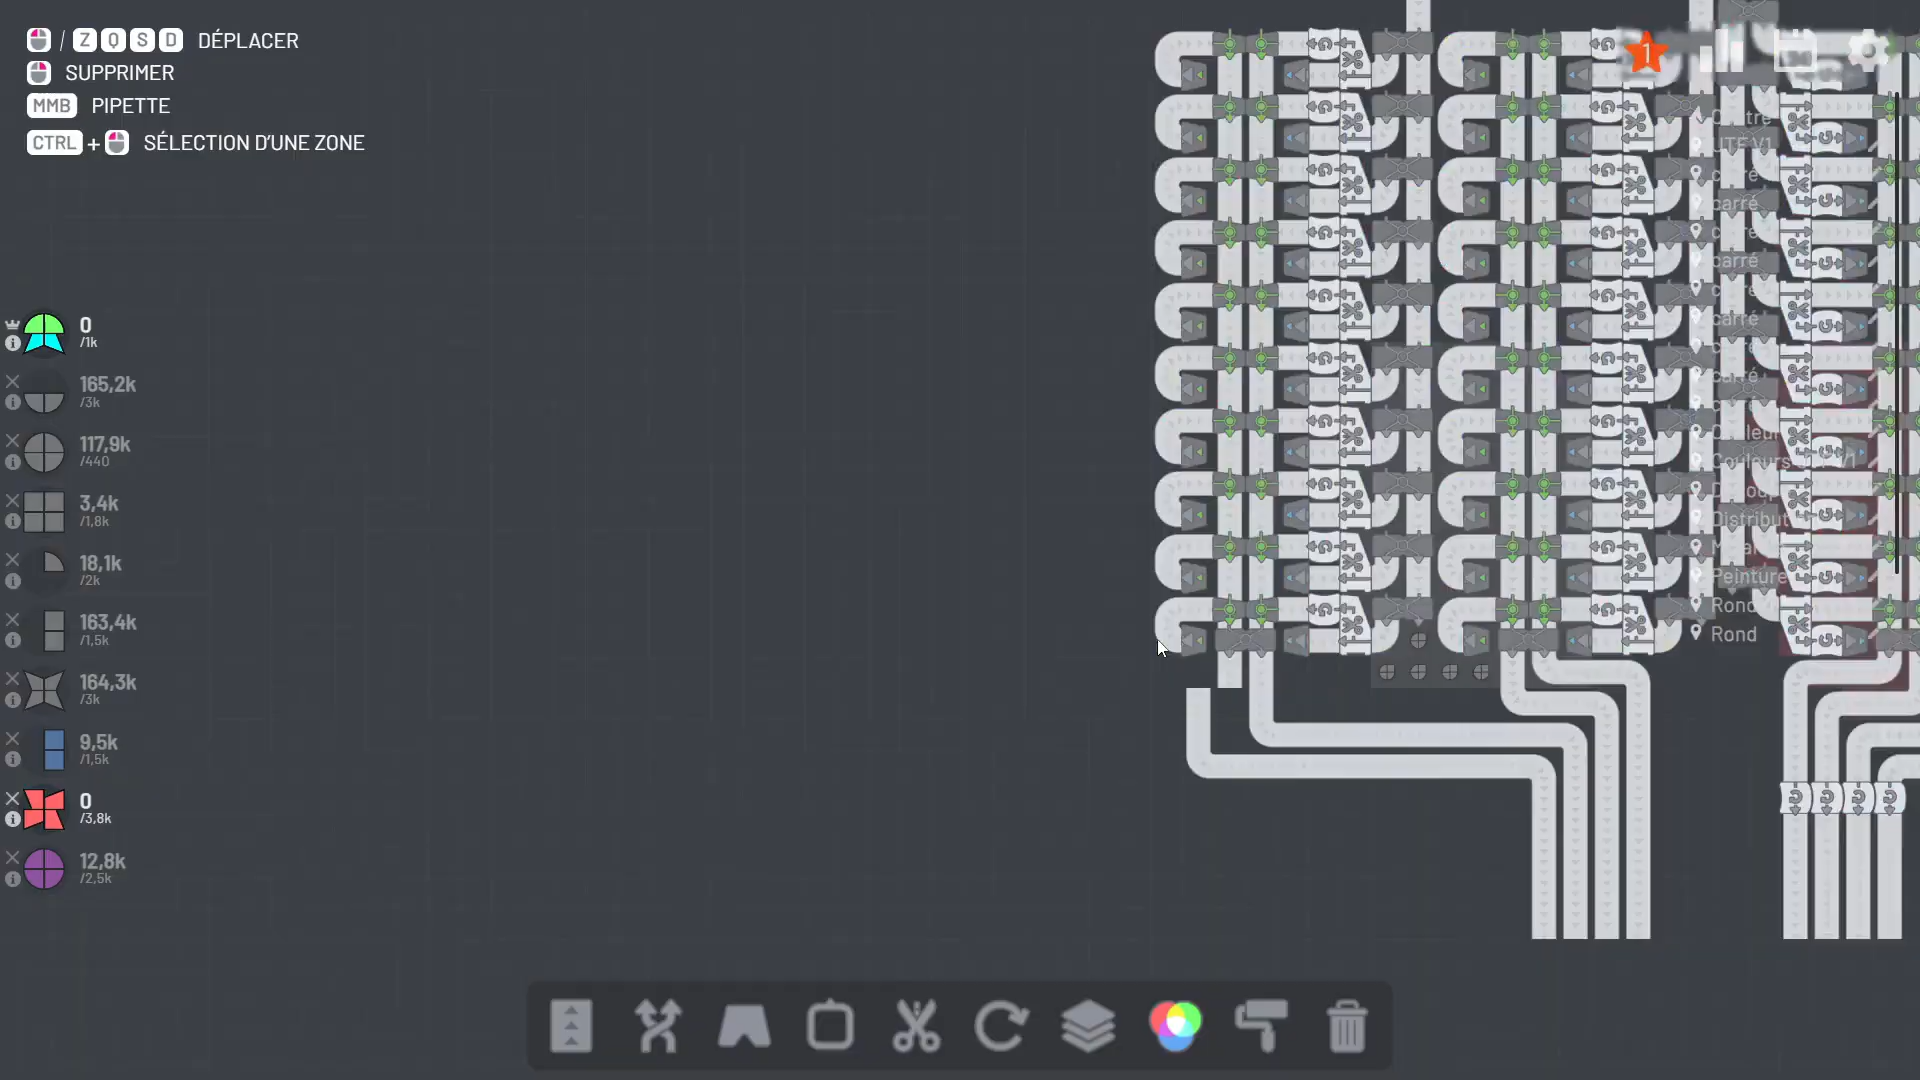 / Z Q S D DÉPLACER
SUPPRIMER
MMB PIPETTE
CTRL + SÉLECTION D'UNE ZONE
0
/1k
165,2k
/3k
117,9k
/440
3,4k
/1,8k
18,1k
/2k
163,4k
/1,5k
164,3k
/3k
9,5k
/1,5k
0
/3,8k
12,8k
/2,5k
1
carré
carré
carré
carré
carré
Peinture
Rond
Rond